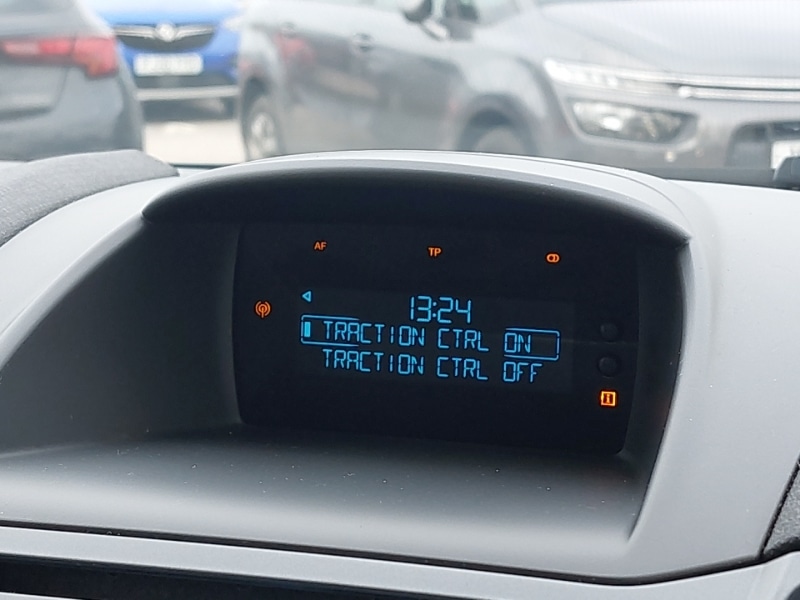 AF TP
13:24
TRACTION CTRL ON
TRACTION CTRL OFF
i